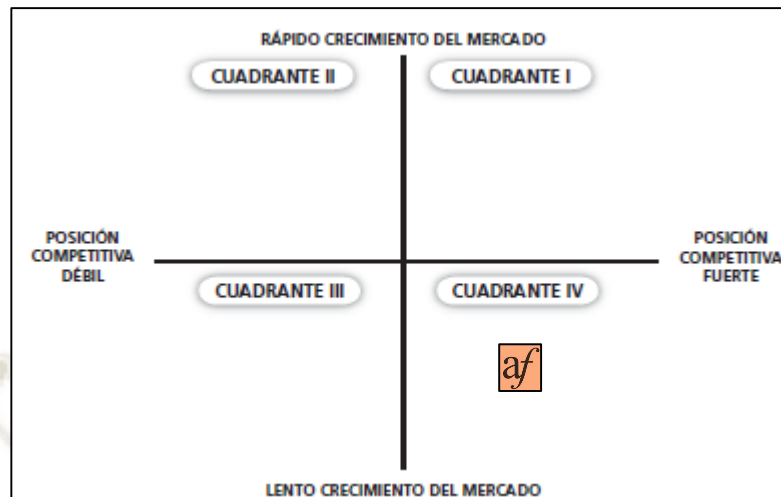 RÁPIDO CRECIMIENTO DEL MERCADO
CUADRANTE II
CUADRANTE I
POSICIÓN
COMPETITIVA
DÉBIL
POSICIÓN
COMPETITIVA
FUERTE
CUADRANTE III
CUADRANTE IV
af
LENTO CRECIMIENTO DEL MERCADO